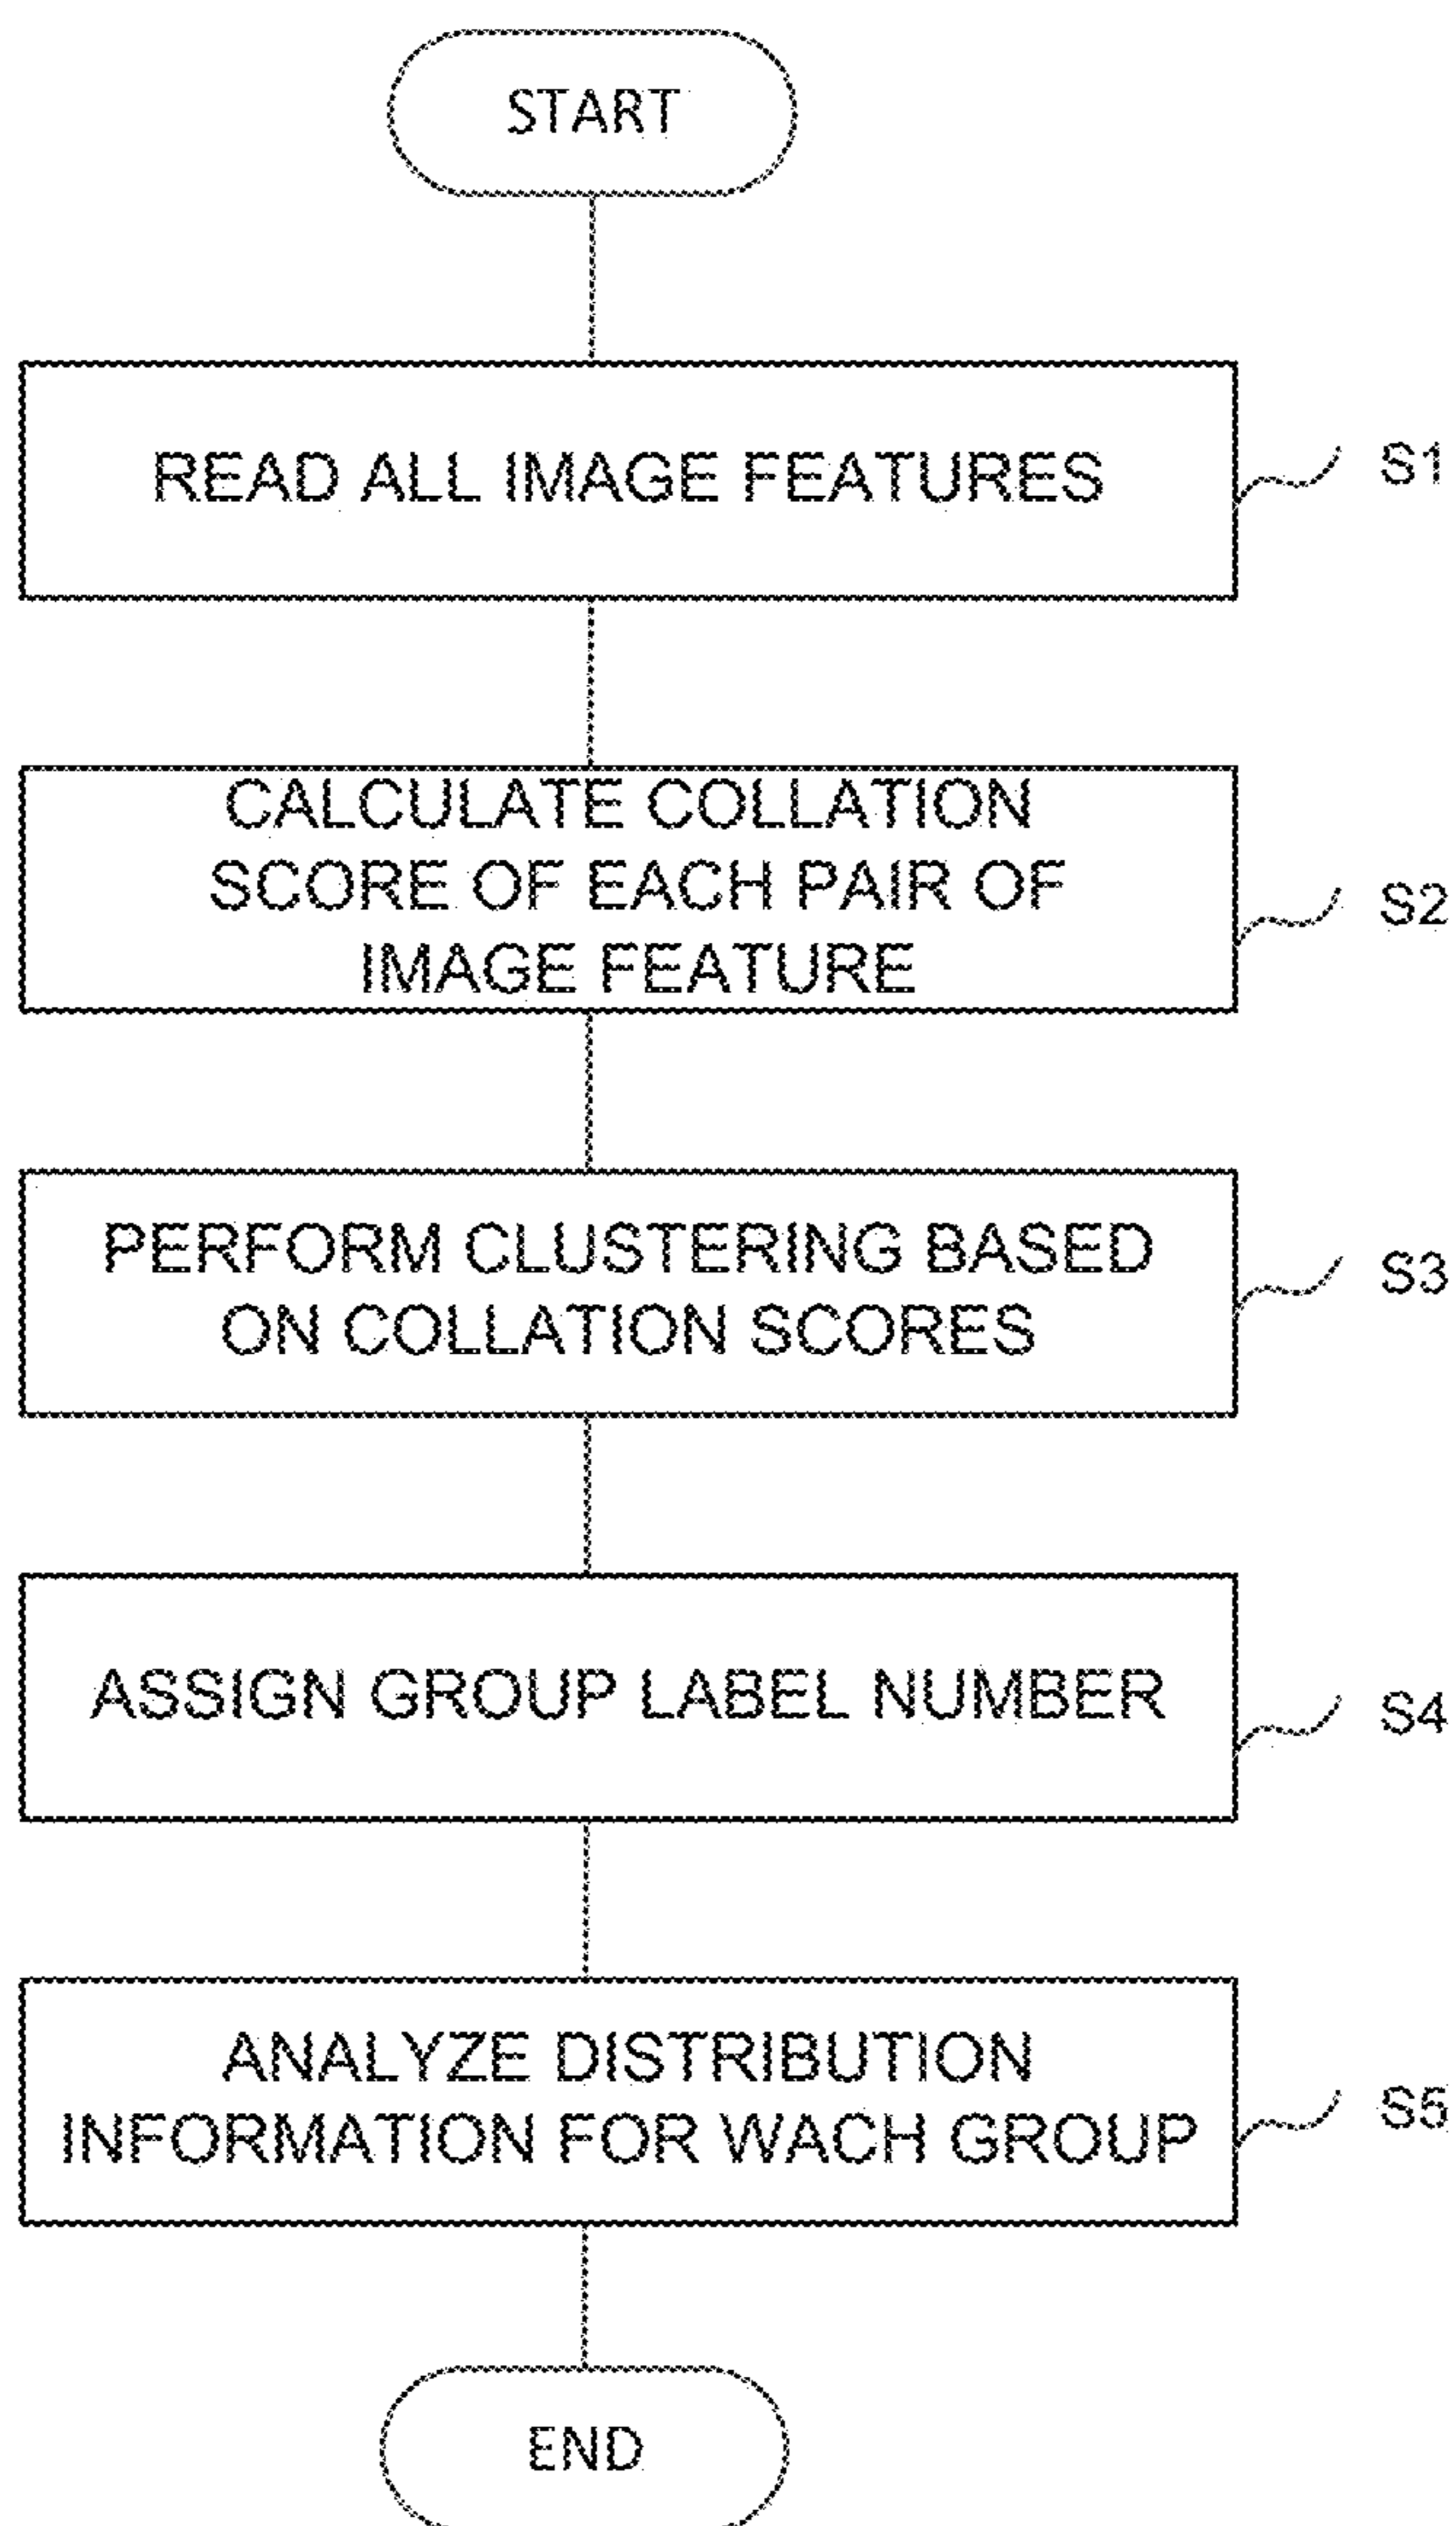 START
READ ALL IMAGE FEATURES
S1
CALCULATE COLLATION
SCORE OF EACH PAIR OF
IMAGE FEATURE
S2
PERFORM CLUSTERING BASED
ON COLLATION SCORES
S3
ASSIGN GROUP LABEL NUMBER
S4
ANALYZE DISTRIBUTION
INFORMATION FOR WACH GROUP
S5
END